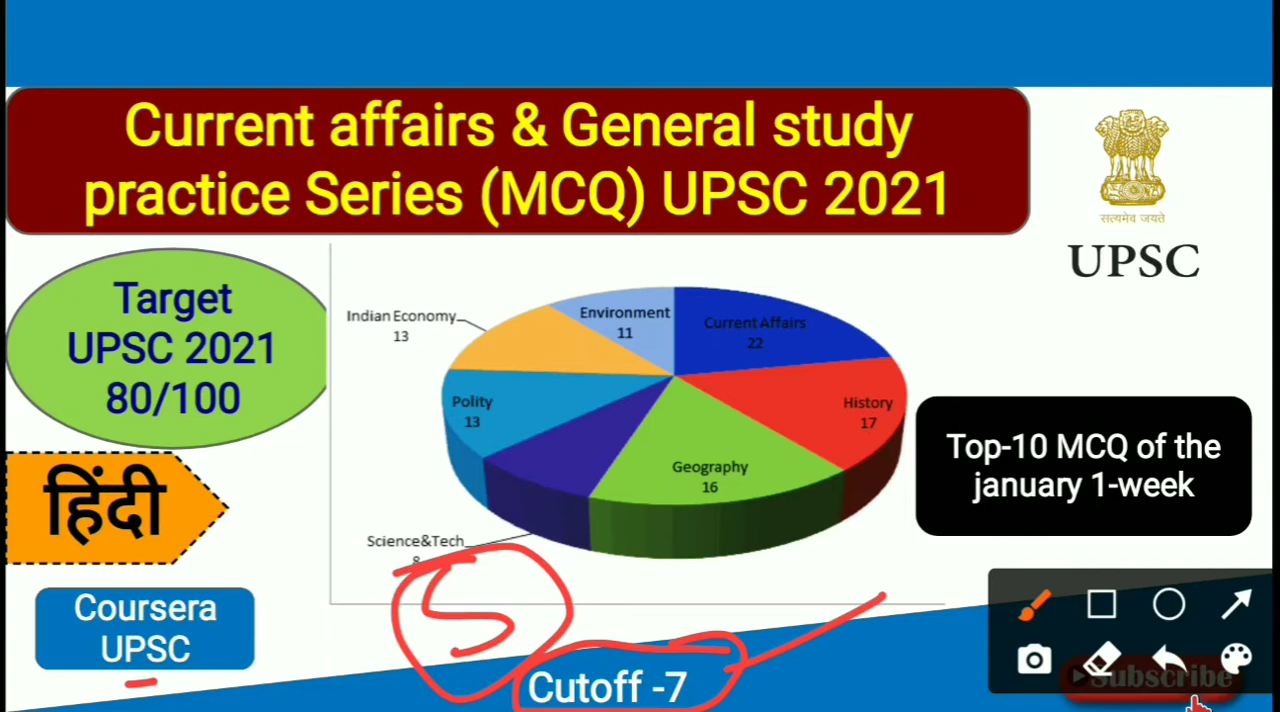 Current affairs & General study
practice Series (MCQ) UPSC 2021
सत्यमेव जयते
UPSC
Target
UPSC 2021
80/100
Indian Economy
13
Environment
11
Current Affairs
22
Polity
13
History
17
Geography
16
Science&Tech
8
Top-10 MCQ of the
january 1-week
हिंदी
Coursera
UPSC
5
Cutoff -7
Subscribe